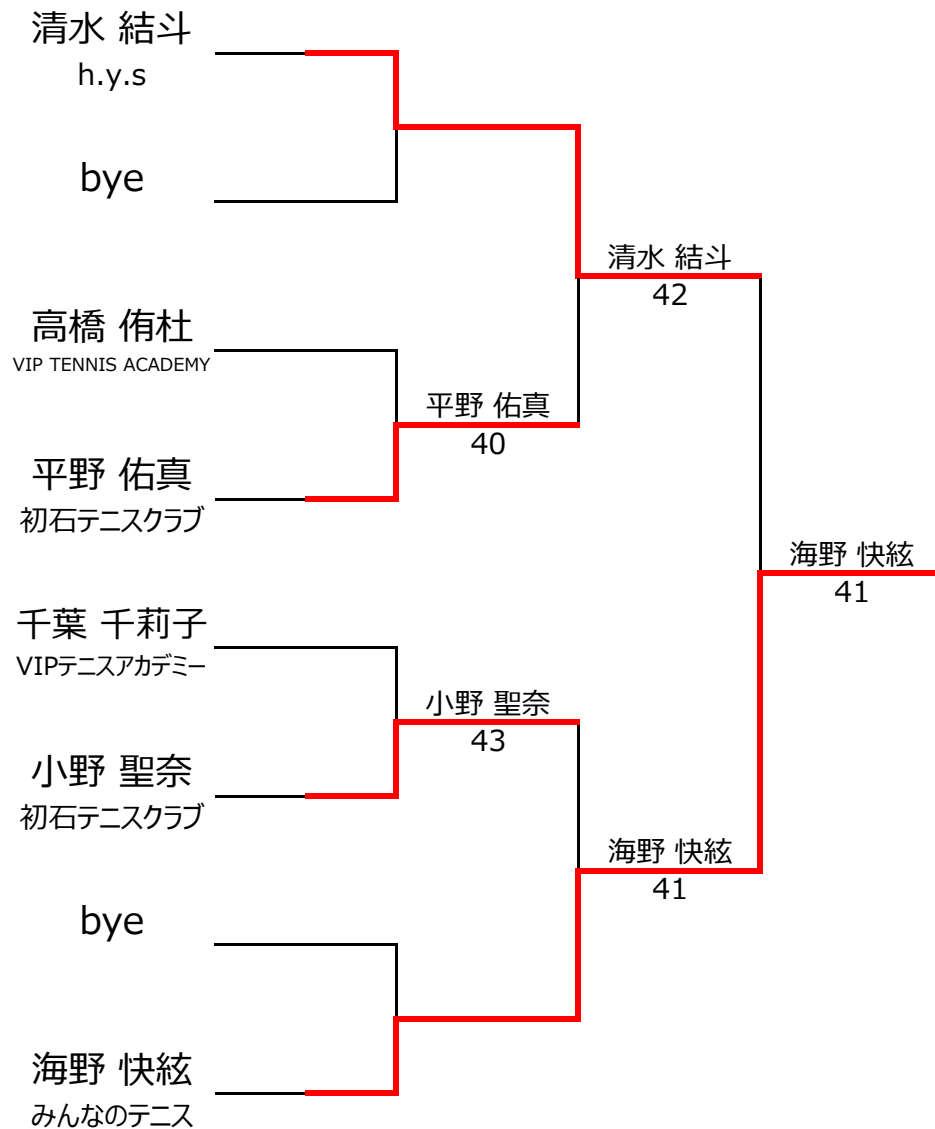 清水 結斗
h.y.s
bye
高橋 侑杜
VIP TENNIS ACADEMY
平野 佑真
初石テニスクラブ
千葉 千莉子
VIPテニスアカデミー
小野 聖奈
初石テニスクラブ
bye
海野 快絃
みんなのテニス
平野 佑真
40
小野 聖奈
43
清水 結斗
42
海野 快絃
41
海野 快絃
41